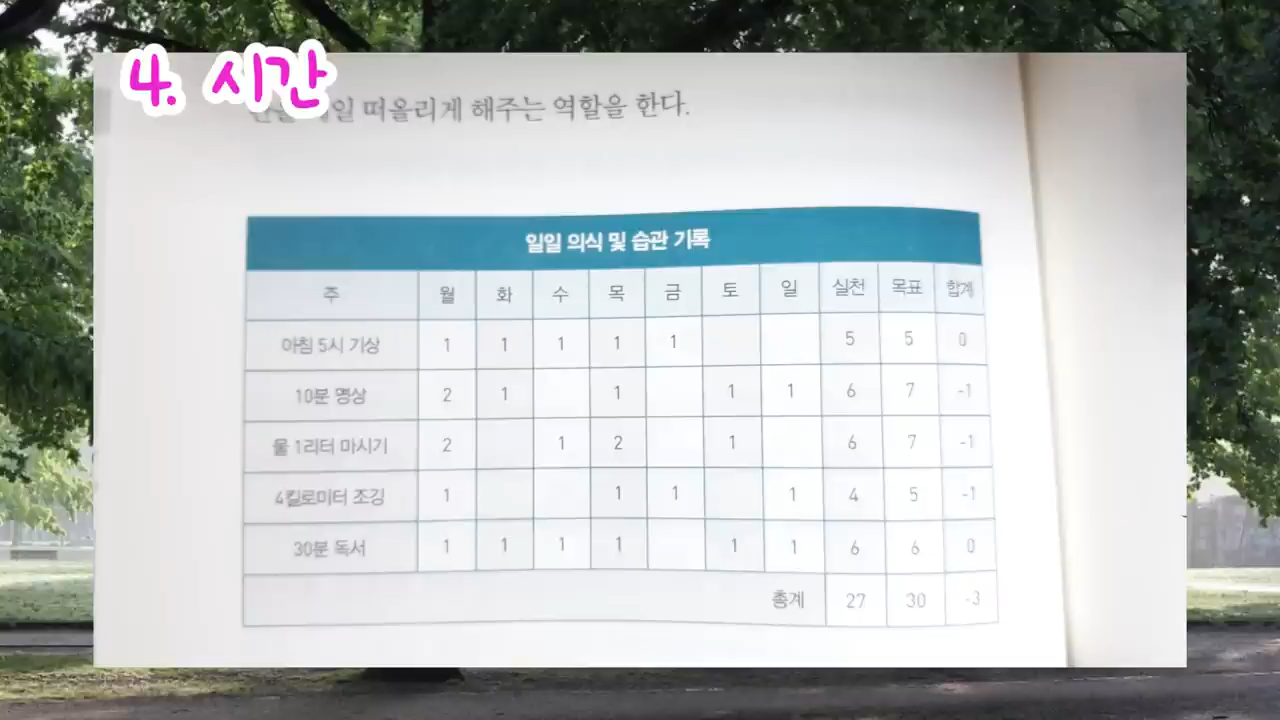 4. 시간
떠올리게 해주는 역할을 한다.
일일 의식 및 습관 기록
주 월 화 수 목 금 토 일 실천 목표 합계
아침 5시 기상 1 1 1 1 1 5 5 0
10분 명상 2 1 1 1 1 6 7 -1
물 1리터 마시기 2 1 2 1 6 7 -1
4킬로미터 조깅 1 1 1 1 4 5 -1
30분 독서 1 1 1 1 1 1 6 6 0
총계 27 30 -3